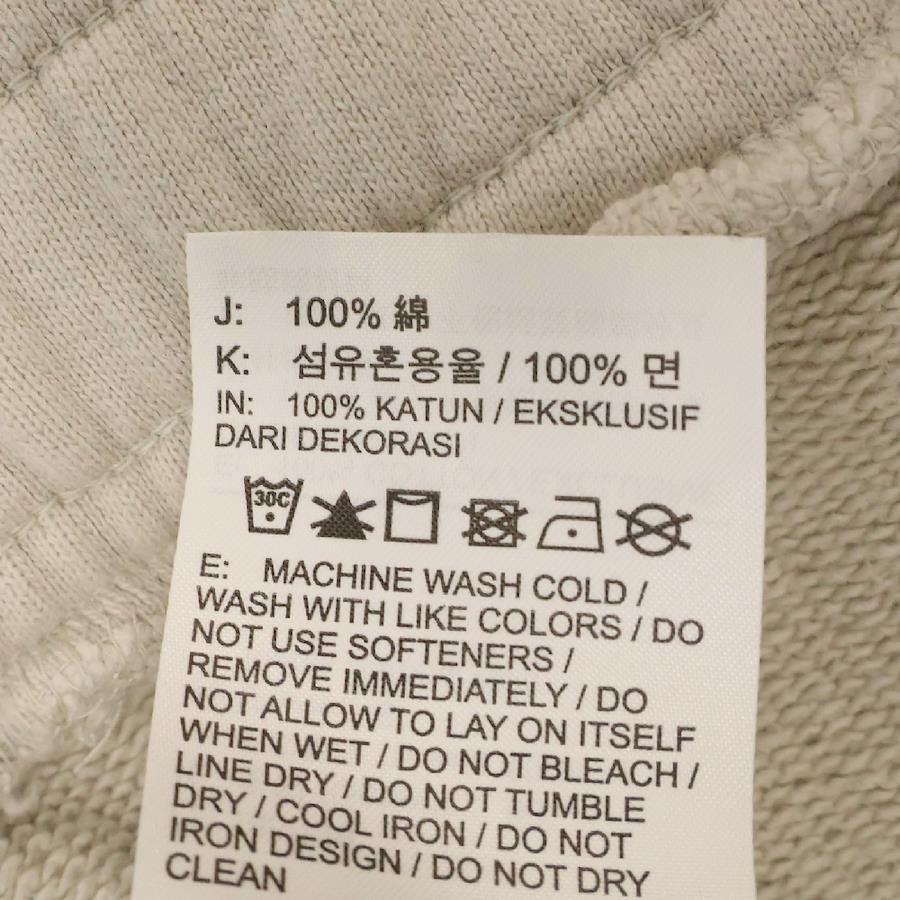 J: 100% 綿
K: 섬유혼용율 / 100% 면
IN: 100% KATUN / EKSKLUSIF
DARI DEKORASI
30C
E: MACHINE WASH COLD /
WASH WITH LIKE COLORS / DO
NOT USE SOFTENERS /
REMOVE IMMEDIATELY / DO
NOT ALLOW TO LAY ON ITSELF
WHEN WET / DO NOT BLEACH /
LINE DRY / DO NOT TUMBLE
DRY / COOL IRON / DO NOT
IRON DESIGN / DO NOT DRY
CLEAN